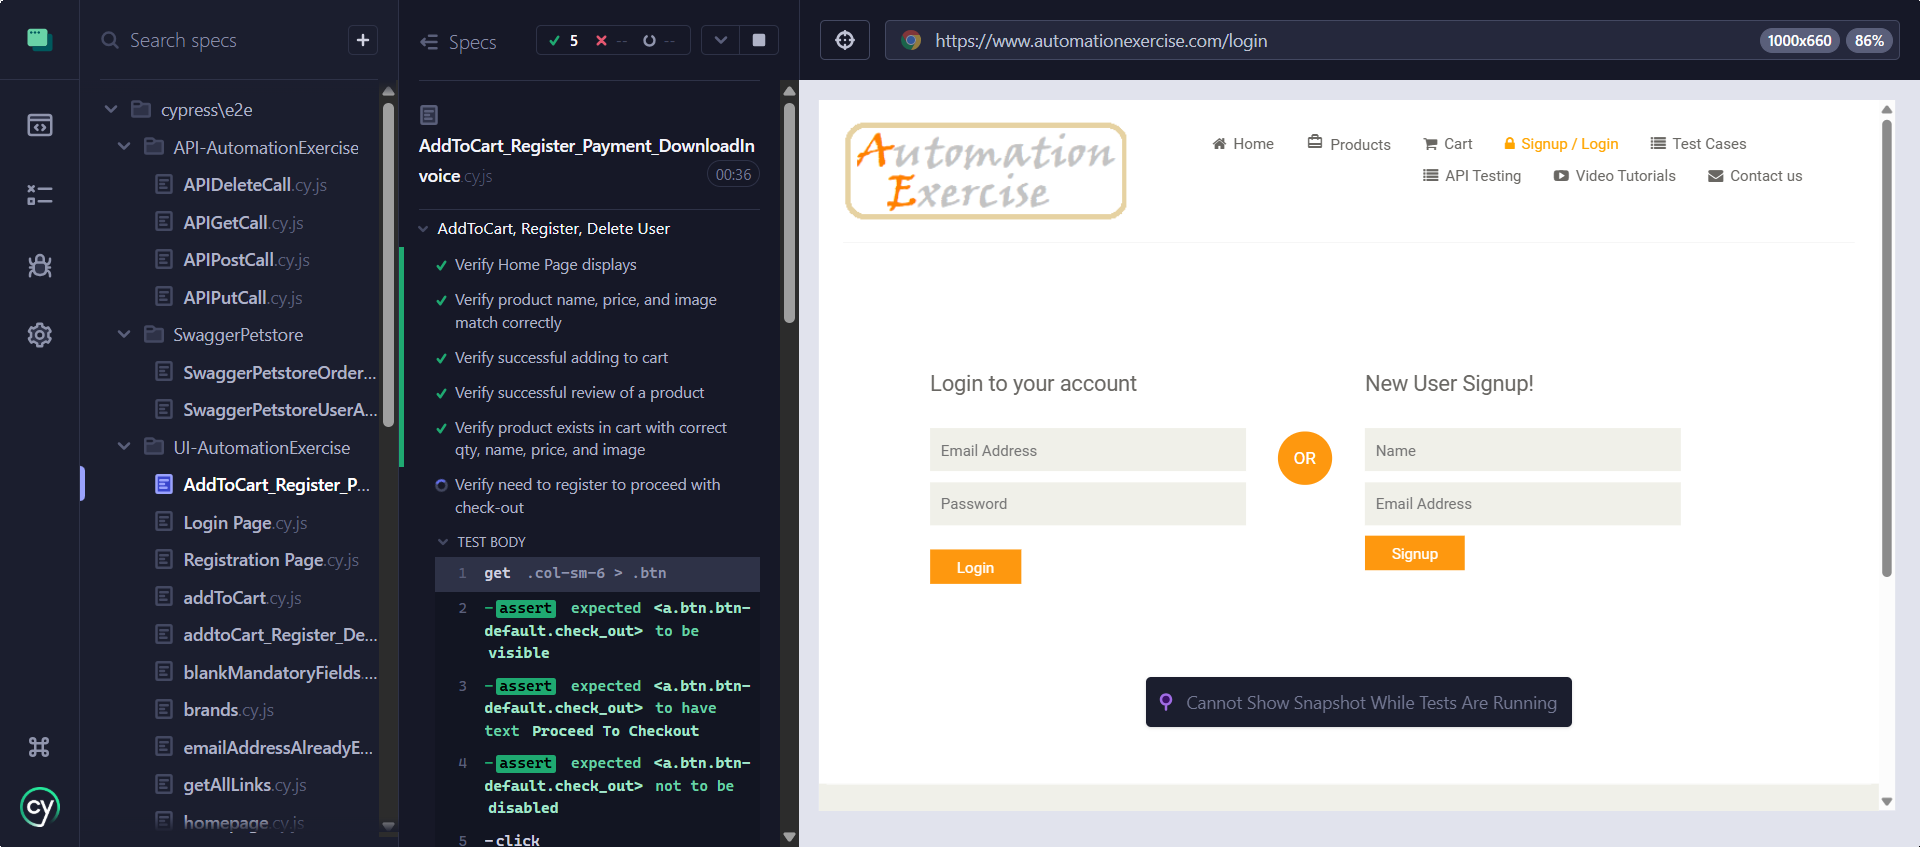 Search specs
+
cypress\e2e
API-AutomationExercise
APIDeleteCall.cy.js
APIGetCall.cy.js
APIPostCall.cy.js
APIPutCall.cy.js
SwaggerPetstore
SwaggerPetstoreOrder...
SwaggerPetstoreUserA...
UI-AutomationExercise
AddToCart_Register_P...
Login Page.cy.js
Registration Page.cy.js
addToCart.cy.js
addtoCart_Register_De...
blankMandatoryFields....
brands.cy.js
emailAddressAlreadyE...
getAllLinks.cy.js
homepage.cy.js
cy
Specs
5 -- --
AddToCart_Register_Payment_DownloadIn
voice.cy.js
00:36
AddToCart, Register, Delete User
Verify Home Page displays
Verify product name, price, and image
match correctly
Verify successful adding to cart
Verify successful review of a product
Verify product exists in cart with correct
qty, name, price, and image
Verify need to register to proceed with
check-out
TEST BODY
1 get .col-sm-6 > .btn
2 -assert expected <a.btn.btn-
default.check_out> to be
visible
3 -assert expected <a.btn.btn-
default.check_out> to have
text Proceed To Checkout
4 -assert expected <a.btn.btn-
default.check_out> not to be
disabled
5 -click
https://www.automationexercise.com/login
1000x660
86%
Automation
Exercise
Home
Products
Cart
Signup / Login
Test Cases
API Testing
Video Tutorials
Contact us
Login to your account
Email Address
Password
Login
OR
New User Signup!
Name
Email Address
Signup
Cannot Show Snapshot While Tests Are Running